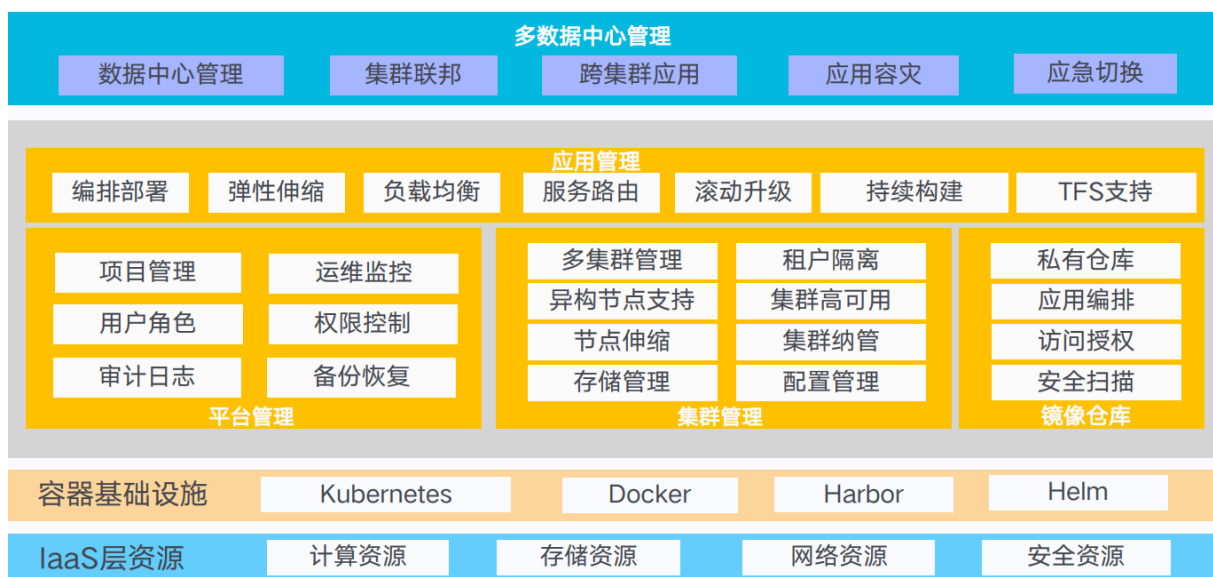 多数据中心管理
数据中心管理 集群联邦 跨集群应用 应用容灾 应急切换
应用管理
编排部署 弹性伸缩 负载均衡 服务路由 滚动升级 持续构建 TFS支持
项目管理 运维监控
用户角色 权限控制
审计日志 备份恢复
平台管理
多集群管理 租户隔离
异构节点支持 集群高可用
节点伸缩 集群纳管
存储管理 配置管理
集群管理
私有仓库
应用编排
访问授权
安全扫描
镜像仓库
容器基础设施 Kubernetes Docker Harbor Helm
IaaS层资源 计算资源 存储资源 网络资源 安全资源